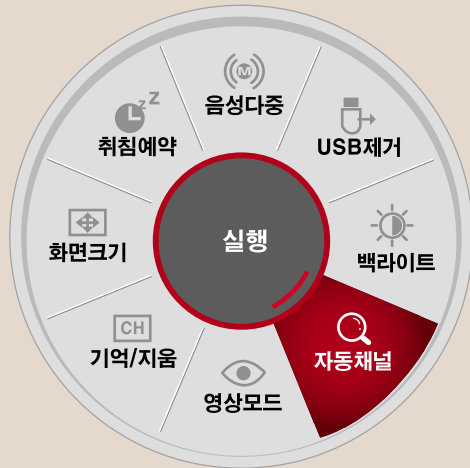 M
음성다중
z z
취침예약
USB제거
화면크기
실행
백라이트
CH
기억/지움
자동채널
영상모드